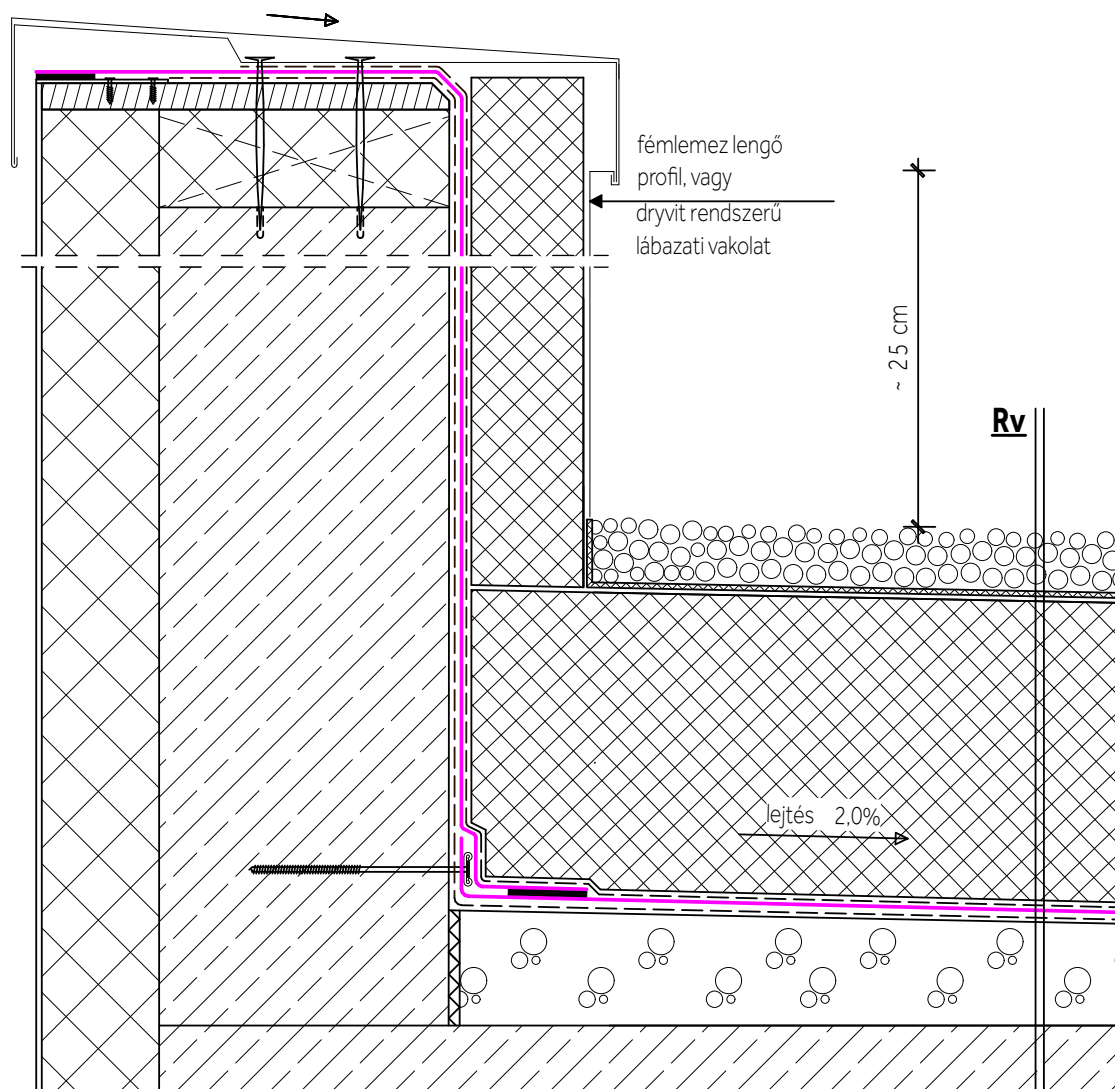 fémlemez lengő
profil, vagy
dryvit rendszerű
lábazati vakolat
~ 25 cm
Rv
lejtés 2,0%